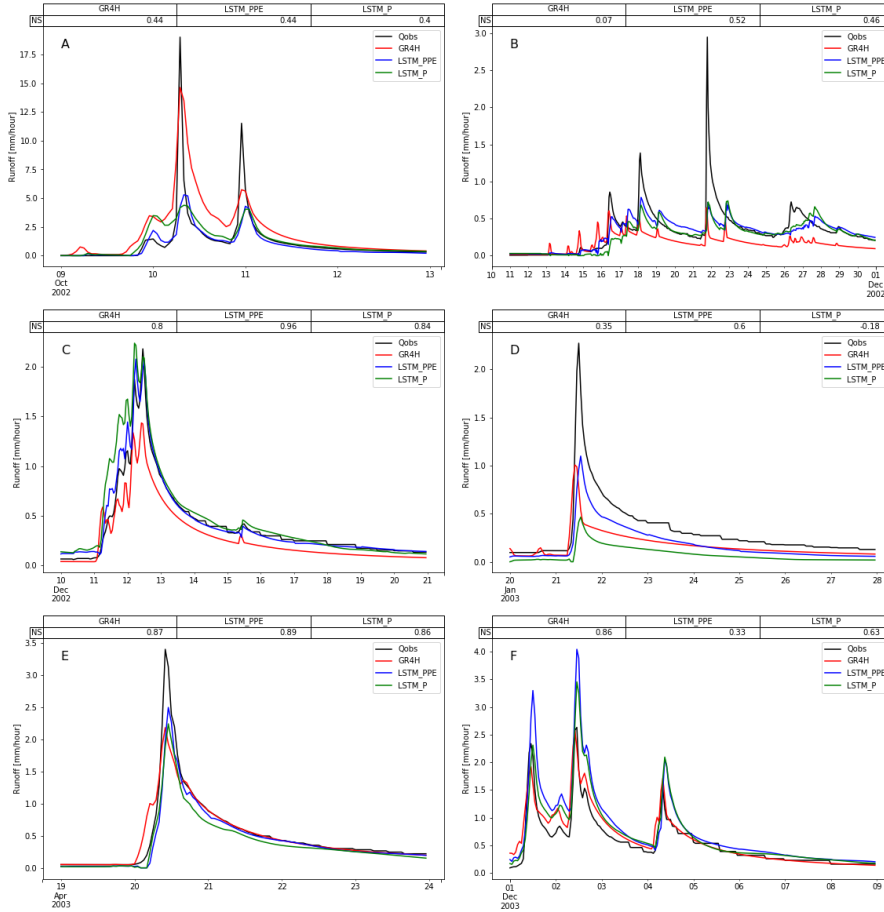 GR4H LSTM_PPE LSTM_P
NS 0.44 0.44 0.4
A
Qobs
GR4H
LSTM_PPE
LSTM_P
Runoff [mm/hour]
17.5
15.0
12.5
10.0
7.5
5.0
2.5
0.0
09 10 11 12 13
Oct
2002
GR4H LSTM_PPE LSTM_P
NS 0.07 0.52 0.46
B
Qobs
GR4H
LSTM_PPE
LSTM_P
Runoff [mm/hour]
3.0
2.5
2.0
1.5
1.0
0.5
0.0
10 11 13 14 15 16 17 18 19 20 21 22 23 24 25 26 27 28 29 30 01
Dec
2002
GR4H LSTM_PPE LSTM_P
NS 0.8 0.96 0.84
C
Qobs
GR4H
LSTM_PPE
LSTM_P
Runoff [mm/hour]
2.0
1.5
1.0
0.5
0.0
10 11 12 13 14 15 16 17 18 19 20 21
Dec
2002
GR4H LSTM_PPE LSTM_P
NS 0.35 0.6 -0.18
D
Qobs
GR4H
LSTM_PPE
LSTM_P
Runoff [mm/hour]
2.0
1.5
1.0
0.5
0.0
20 21 22 23 24 25 26 27 28
Jan
2003
GR4H LSTM_PPE LSTM_P
NS 0.87 0.89 0.86
E
Qobs
GR4H
LSTM_PPE
LSTM_P
Runoff [mm/hour]
3.5
3.0
2.5
2.0
1.5
1.0
0.5
0.0
19 20 21 22 23 24
Apr
2003
GR4H LSTM_PPE LSTM_P
NS 0.86 0.33 0.63
F
Qobs
GR4H
LSTM_PPE
LSTM_P
Runoff [mm/hour]
4.0
3.5
3.0
2.5
2.0
1.5
1.0
0.5
0.0
01 02 03 04 05 06 07 08 09
Dec
2003